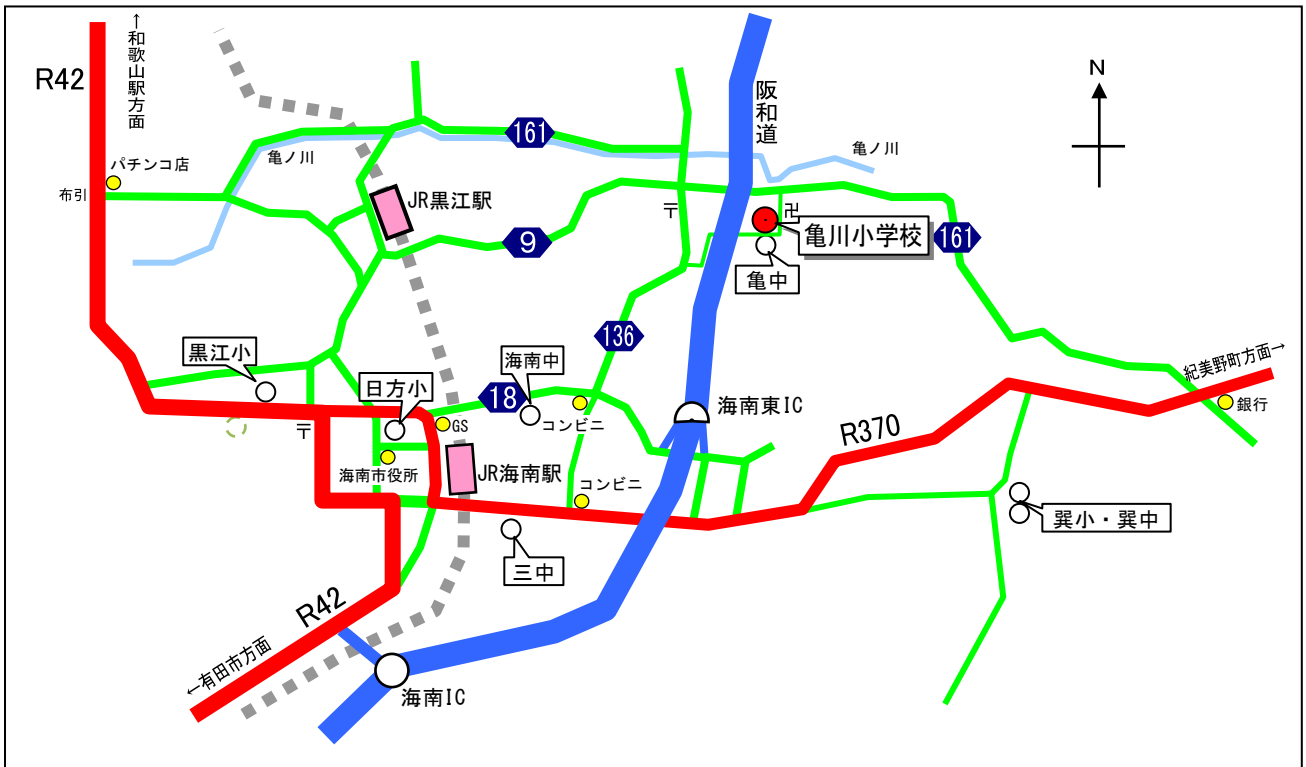 ↑和歌山駅方面
R42
阪和道
N
161
亀ノ川
亀ノ川
パチンコ店
布引
JR黒江駅
〒
卍
亀川小学校
161
9
亀中
136
黒江小
海南中
日方小
18
紀美野町方面→
銀行
海南東IC
GS
コンビニ
〒
R370
海南市役所
JR海南駅
コンビニ
巽小・巽中
三中
R42
←有田市方面
海南IC